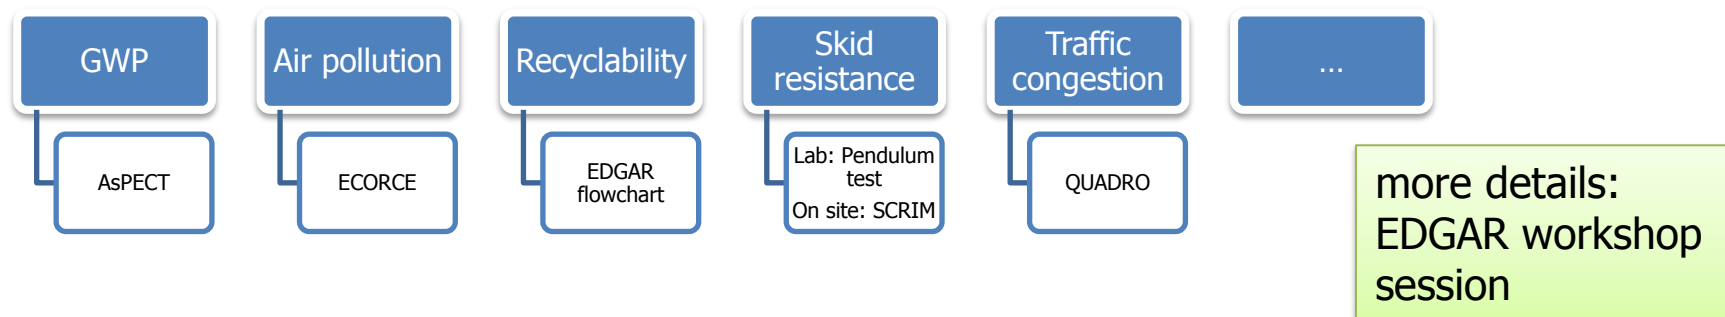 GWP
AsPECT
Air pollution
ECORCE
Recyclability
EDGAR
flowchart
Skid
resistance
Lab: Pendulum
test
On site: SCRIM
Traffic
congestion
QUADRO
...
more details:
EDGAR workshop
session